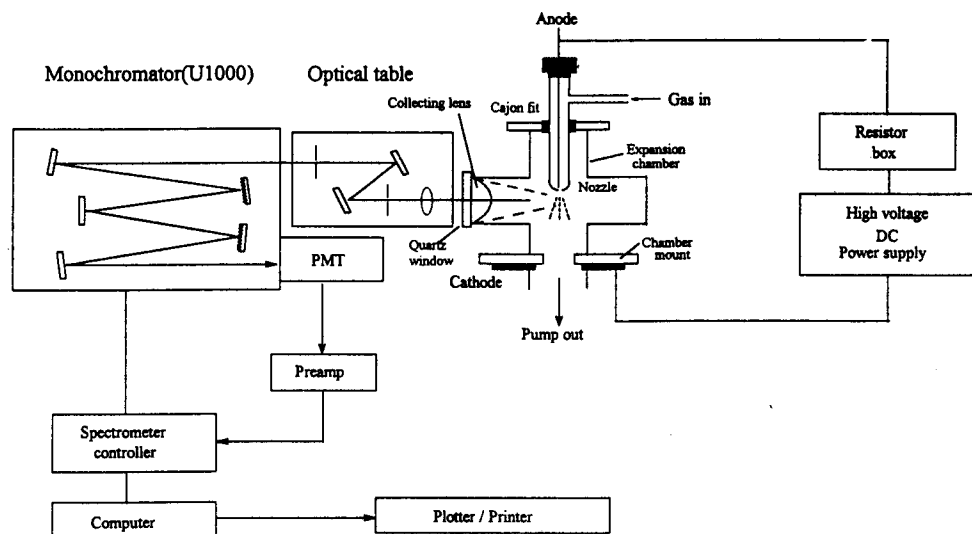 Anode
Monochromator(U1000)
Optical table
Collecting lens
Cajon fit
Gas in
Expansion
chamber
Nozzle
Resistor
box
High voltage
DC
Power supply
Quartz
window
Chamber
mount
PMT
Cathode
Pump out
Preamp
Spectrometer
controller
Computer
Plotter / Printer